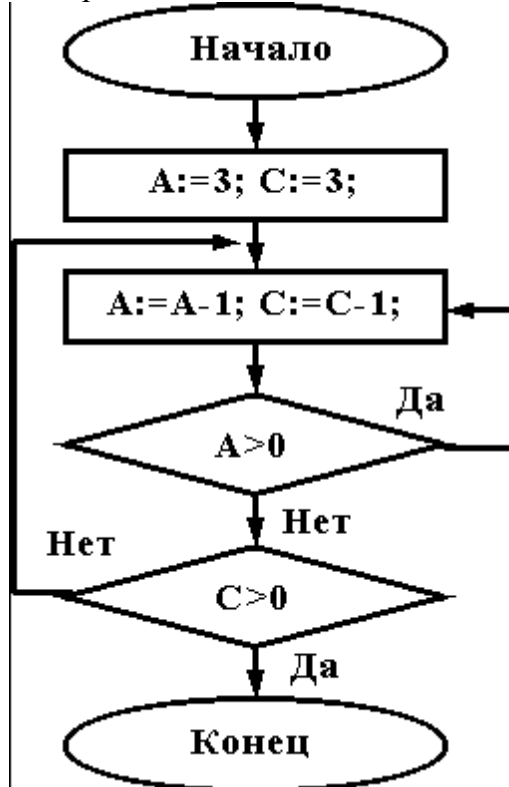 Начало
А:=3; С:=3;
А:=А-1; С:=С-1;
Да
А>0
Нет
Нет
С>0
Да
Конец